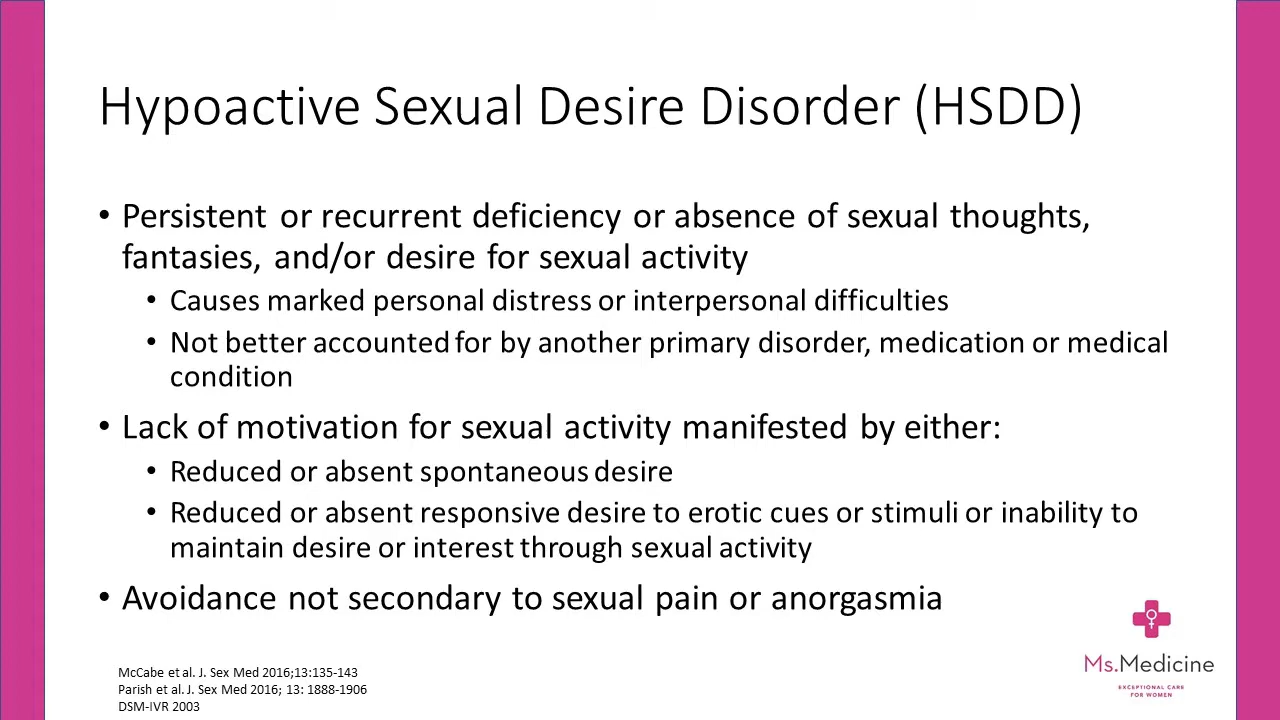 Hypoactive Sexual Desire Disorder (HSDD)
• Persistent or recurrent deficiency or absence of sexual thoughts,
fantasies, and/or desire for sexual activity
• Causes marked personal distress or interpersonal difficulties
• Not better accounted for by another primary disorder, medication or medical
condition
• Lack of motivation for sexual activity manifested by either:
• Reduced or absent spontaneous desire
• Reduced or absent responsive desire to erotic cues or stimuli or inability to
maintain desire or interest through sexual activity
• Avoidance not secondary to sexual pain or anorgasmia
McCabe et al. J. Sex Med 2016;13:135-143
Parish et al. J. Sex Med 2016; 13: 1888-1906
DSM-IVR 2003
Ms.Medicine
EXCEPTIONAL CARE
FOR WOMEN